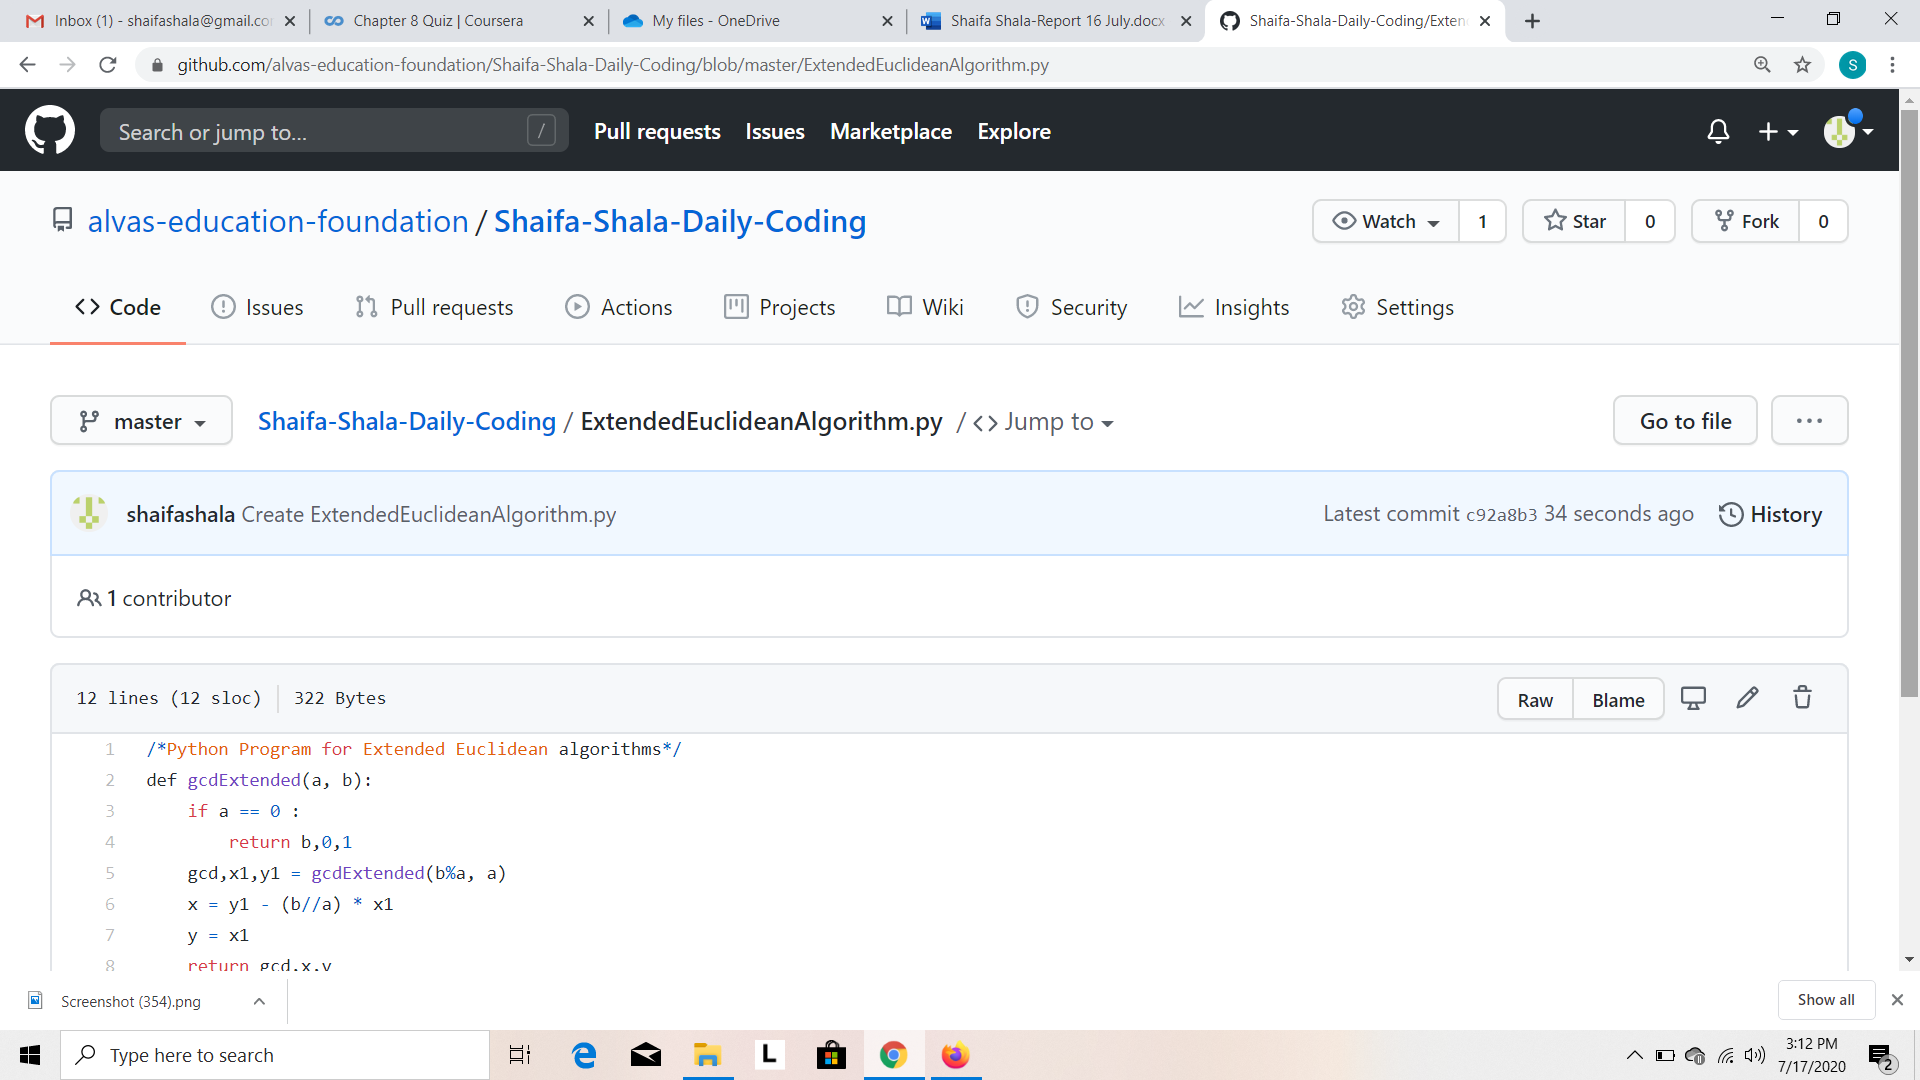 Inbox (1) - shaifashala@gmail.co
Chapter 8 Quiz | Coursera
My files - OneDrive
Shaifa Shala-Report 16 July.docx
Shaifa-Shala-Daily-Coding/Exten
github.com/alvas-education-foundation/Shaifa-Shala-Daily-Coding/blob/master/ExtendedEuclideanAlgorithm.py
S
Search or jump to...
/
Pull requests
Issues
Marketplace
Explore
alvas-education-foundation / Shaifa-Shala-Daily-Coding
Watch 1
Star 0
Fork 0
Code
Issues
Pull requests
Actions
Projects
Wiki
Security
Insights
Settings
master
Shaifa-Shala-Daily-Coding / ExtendedEuclideanAlgorithm.py / <> Jump to
Go to file
...
shaifashala Create ExtendedEuclideanAlgorithm.py
Latest commit c92a8b3 34 seconds ago
History
1 contributor
12 lines (12 sloc) | 322 Bytes
Raw
Blame
1 /*Python Program for Extended Euclidean algorithms*/
2 def gcdExtended(a, b):
3     if a == 0 :
4         return b,0,1
5     gcd,x1,y1 = gcdExtended(b%a, a)
6     x = y1 - (b//a) * x1
7     y = x1
8     return gcd,x,y
Screenshot (354).png
Show all
Type here to search
L
3:12 PM
7/17/2020
2